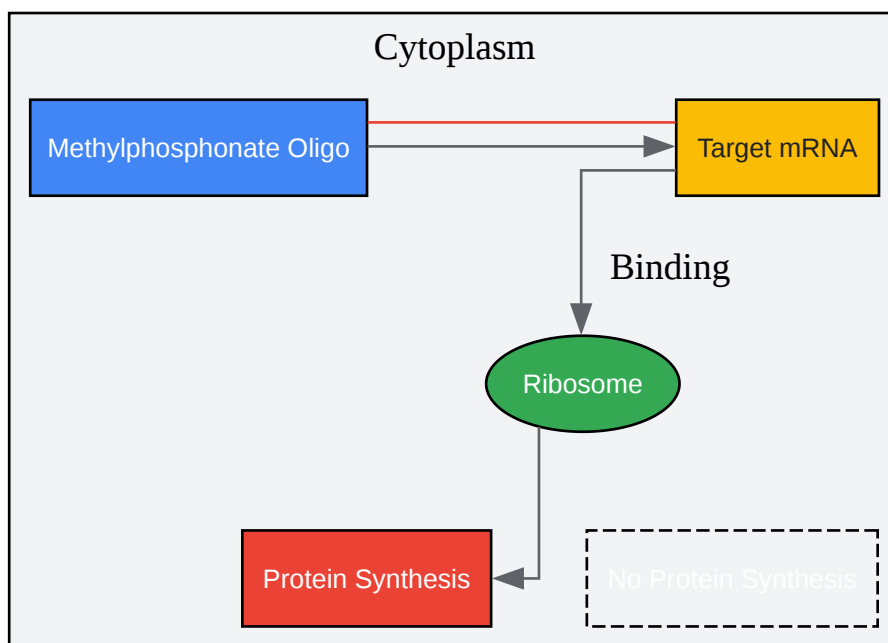 Cytoplasm
Methylphosphonate Oligo
Target mRNA
Binding
Ribosome
Protein Synthesis
No Protein Synthesis